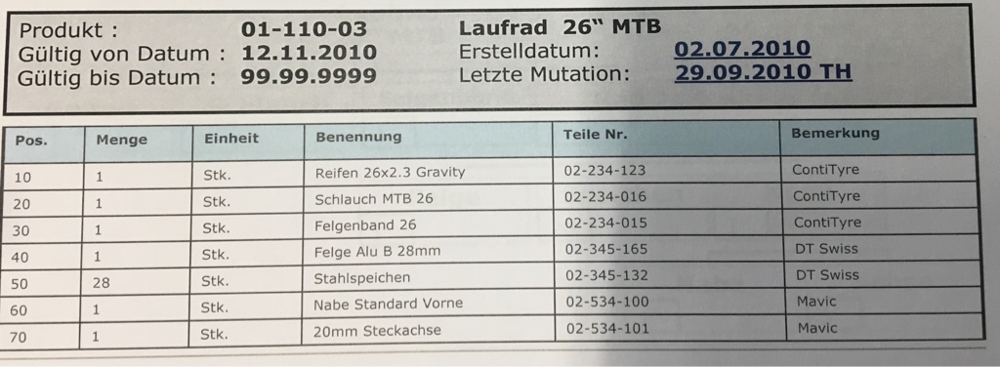 Produkt : 01-110-03 Laufrad 26" MTB
Gültig von Datum : 12.11.2010 Erstelldatum: 02.07.2010
Gültig bis Datum : 99.99.9999 Letzte Mutation: 29.09.2010 TH
Pos. Menge Einheit Benennung Teile Nr. Bemerkung
10 1 Stk. Reifen 26x2.3 Gravity 02-234-123 ContiTyre
20 1 Stk. Schlauch MTB 26 02-234-016 ContiTyre
30 1 Stk. Felgenband 26 02-234-015 ContiTyre
40 1 Stk. Felge Alu B 28mm 02-345-165 DT Swiss
50 28 Stk. Stahlspeichen 02-345-132 DT Swiss
60 1 Stk. Nabe Standard Vorne 02-534-100 Mavic
70 1 Stk. 20mm Steckachse 02-534-101 Mavic